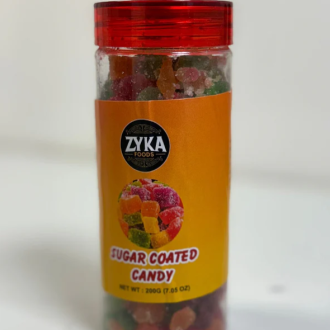 ZYKA
FOODS
SUGAR COATED
CANDY
NET WT : 200G (7.05 OZ)